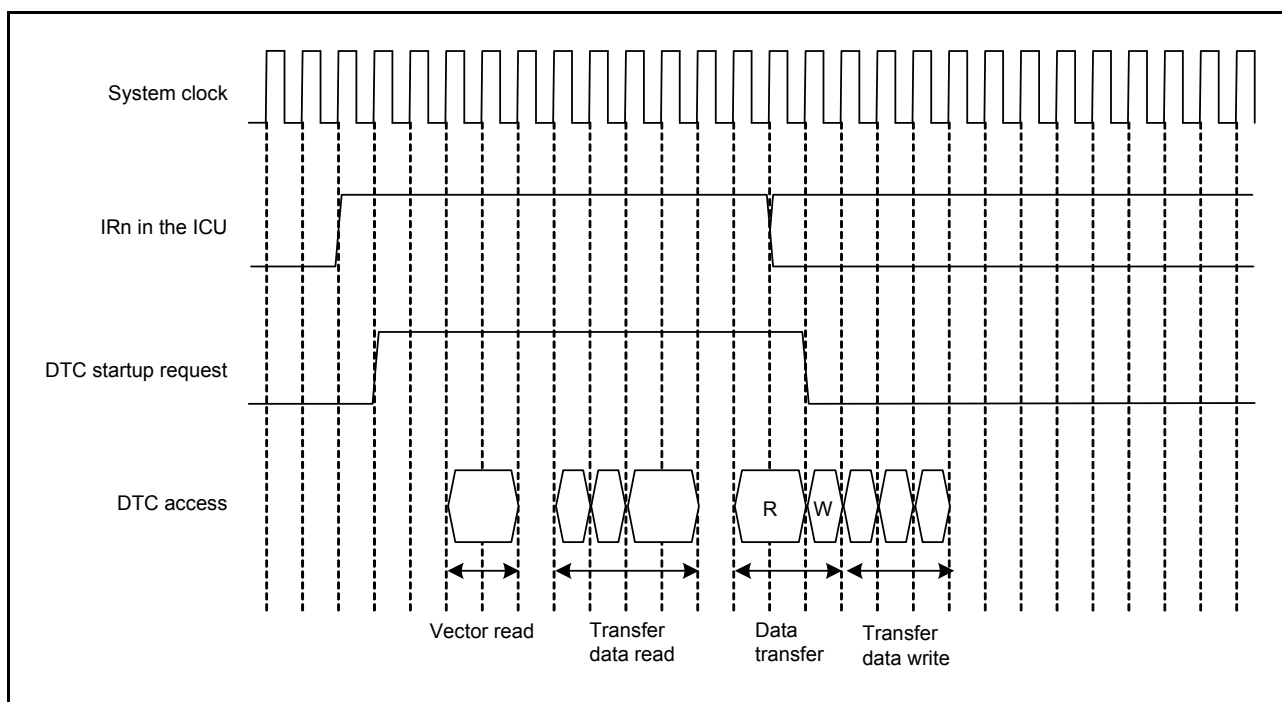 System clock
IRn in the ICU
DTC startup request
DTC access
R
W
Vector read
Transfer
data read
Data
transfer
Transfer
data write